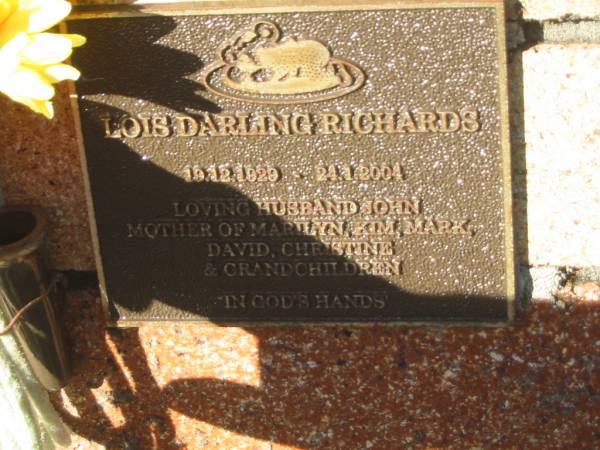 LOIS DARLING RICHARDS
19.12.1929 - 24.1.2004
LOVING HUSBAND JOHN
MOTHER OF MARILYN, KIM, MARK,
DAVID, CHRISTINE
& GRANDCHILDREN
'IN GOD'S HANDS'